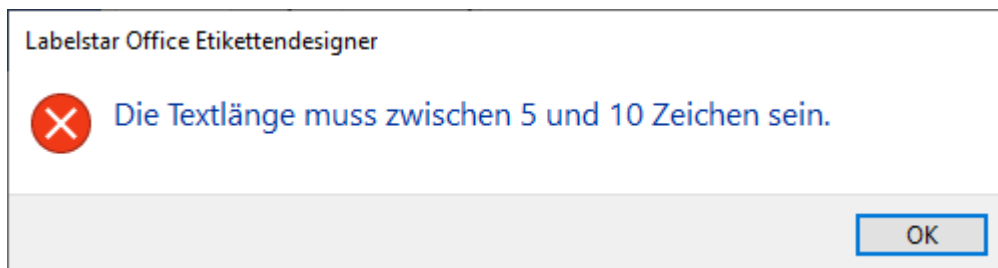 Labelstar Office Etikettendesigner
Die Textlänge muss zwischen 5 und 10 Zeichen sein.
OK